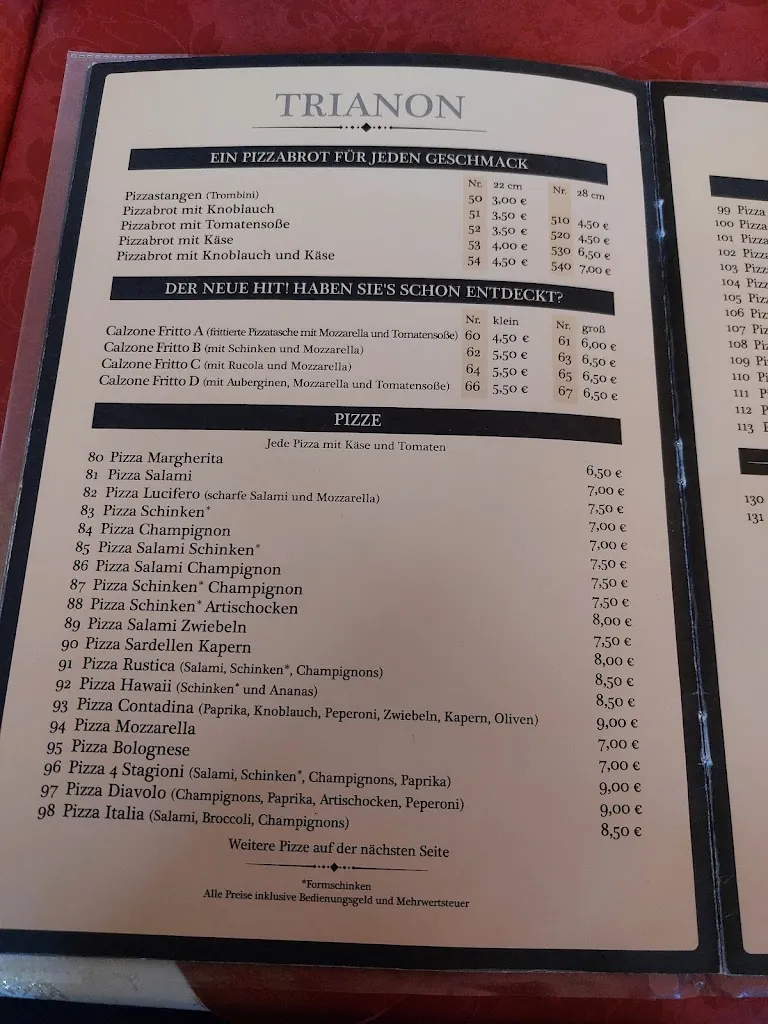 TRIANON
EIN PIZZABROT FÜR JEDEN GESCHMACK
Nr. 22 cm Nr. 28 cm
Pizzastangen (Trombini) 50 3,00 €
Pizzabrot mit Knoblauch 51 3,50 € 510 4,50 €
Pizzabrot mit Tomatensoße 52 3,50 € 520 4,50 €
Pizzabrot mit Käse 53 4,00 € 530 6,50 €
Pizzabrot mit Knoblauch und Käse 54 4,50 € 540 7,00 €
DER NEUE HIT! HABEN SIE'S SCHON ENTDECKT?
Nr. klein Nr. groß
Calzone Fritto A (frittierte Pizzatasche mit Mozzarella und Tomatensoße) 60 4,50 € 61 6,00 €
Calzone Fritto B (mit Schinken und Mozzarella) 62 5,50 € 63 6,50 €
Calzone Fritto C (mit Rucola und Mozzarella) 64 5,50 € 65 6,50 €
Calzone Fritto D (mit Auberginen, Mozzarella und Tomatensoße) 66 5,50 € 67 6,50 €
PIZZE
Jede Pizza mit Käse und Tomaten
80 Pizza Margherita 6,50 €
81 Pizza Salami 7,00 €
82 Pizza Lucifero (scharfe Salami und Mozzarella) 7,50 €
83 Pizza Schinken* 7,00 €
84 Pizza Champignon 7,00 €
85 Pizza Salami Schinken* 7,50 €
86 Pizza Salami Champignon 7,50 €
87 Pizza Schinken* Champignon 7,50 €
88 Pizza Schinken* Artischocken 8,00 €
89 Pizza Salami Zwiebeln 7,50 €
90 Pizza Sardellen Kapern 8,00 €
91 Pizza Rustica (Salami, Schinken*, Champignons) 8,50 €
92 Pizza Hawaii (Schinken* und Ananas) 8,50 €
93 Pizza Contadina (Paprika, Knoblauch, Peperoni, Zwiebeln, Kapern, Oliven) 9,00 €
94 Pizza Mozzarella 7,00 €
95 Pizza Bolognese 7,00 €
96 Pizza 4 Stagioni (Salami, Schinken*, Champignons, Paprika) 9,00 €
97 Pizza Diavolo (Champignons, Paprika, Artischocken, Peperoni) 9,00 €
98 Pizza Italia (Salami, Broccoli, Champignons) 8,50 €
Weitere Pizze auf der nächsten Seite
*Formschinken
Alle Preise inklusive Bedienungsgeld und Mehrwertsteuer
99 Pizza
100 Pizza
101 Pizza
102 Pizza
103 Pizz
104 Pizz
105 Piz
106 Piz
107 Piz
108 Piz
109 Pi
110 Pi
111 P
112 P
113
130
131